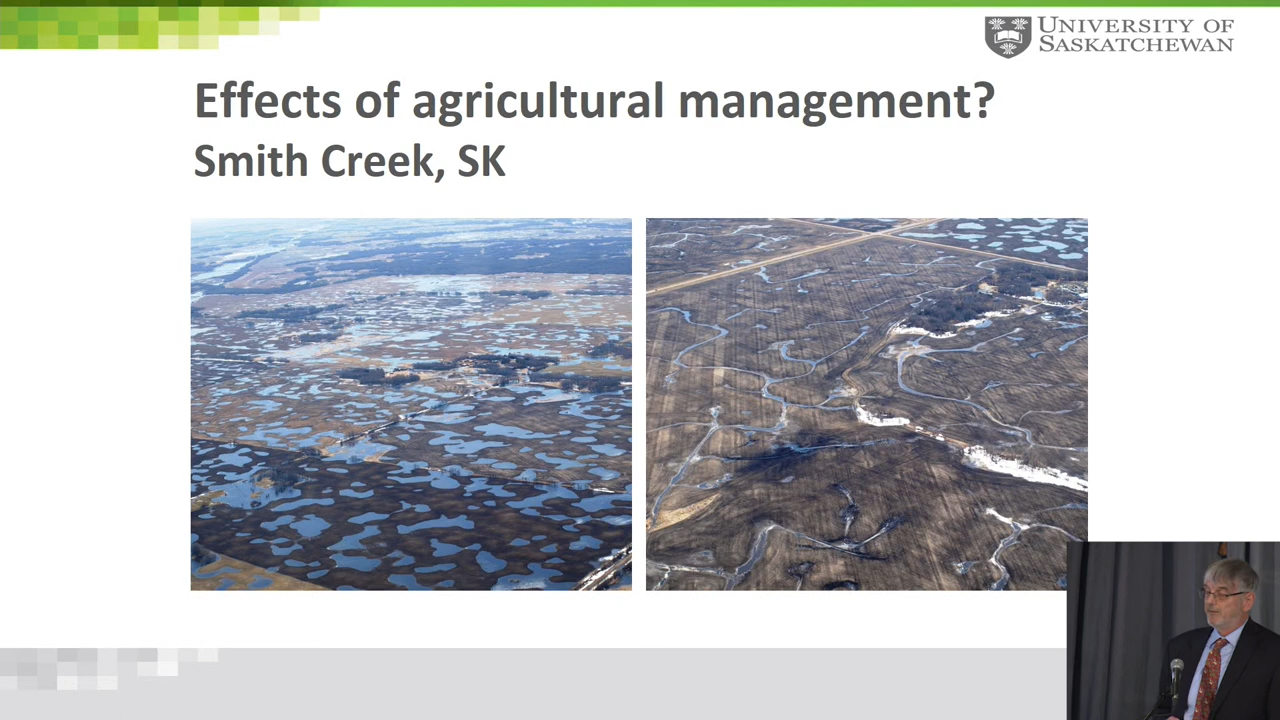 UNIVERSITY OF
SASKATCHEWAN
Effects of agricultural management?
Smith Creek, SK